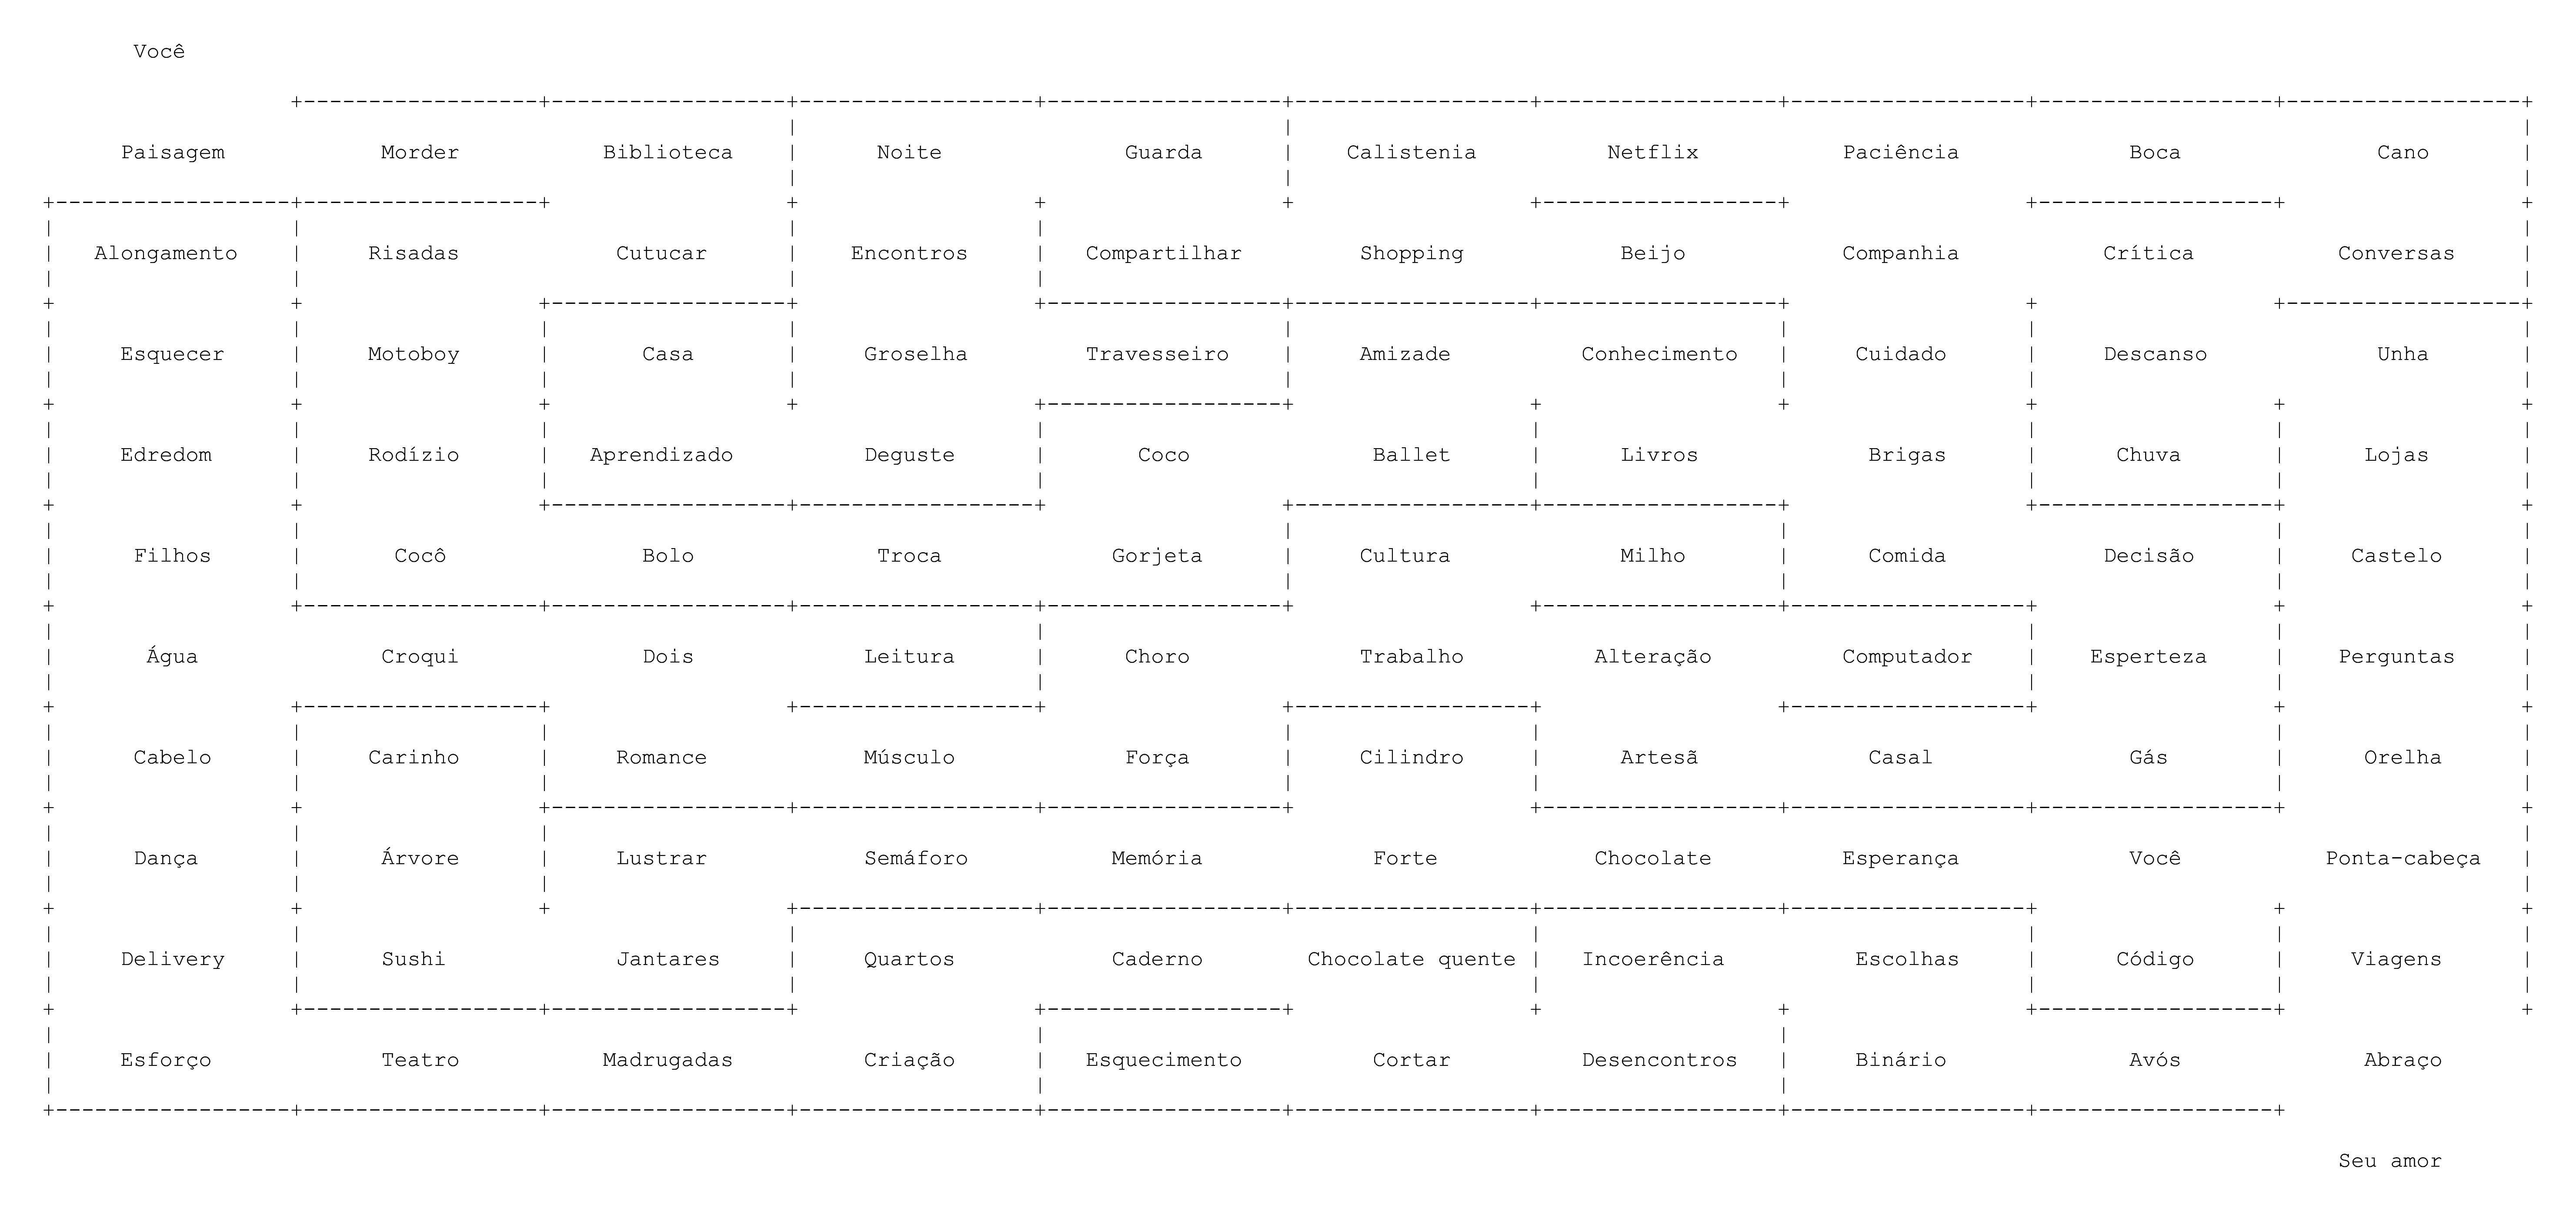 Você
Paisagem Morder Biblioteca Noite Guarda Calistenia Netflix Paciência Boca Cano
Alongamento Risadas Cutucar Encontros Compartilhar Shopping Beijo Companhia Crítica Conversas
Esquecer Motoboy Casa Groselha Travesseiro Amizade Conhecimento Cuidado Descanso Unha
Edredom Rodízio Aprendizado Deguste Coco Ballet Livros Brigas Chuva Lojas
Filhos Cocô Bolo Troca Gorjeta Cultura Milho Comida Decisão Castelo
Água Croqui Dois Leitura Choro Trabalho Alteração Computador Esperteza Perguntas
Cabelo Carinho Romance Músculo Força Cilindro Artesã Casal Gás Orelha
Dança Árvore Lustrar Semáforo Memória Forte Chocolate Esperança Você Ponta-cabeça
Delivery Sushi Jantares Quartos Caderno Chocolate quente Incoerência Escolhas Código Viagens
Esforço Teatro Madrugadas Criação Esquecimento Cortar Desencontros Binário Avós Abraço
Seu amor